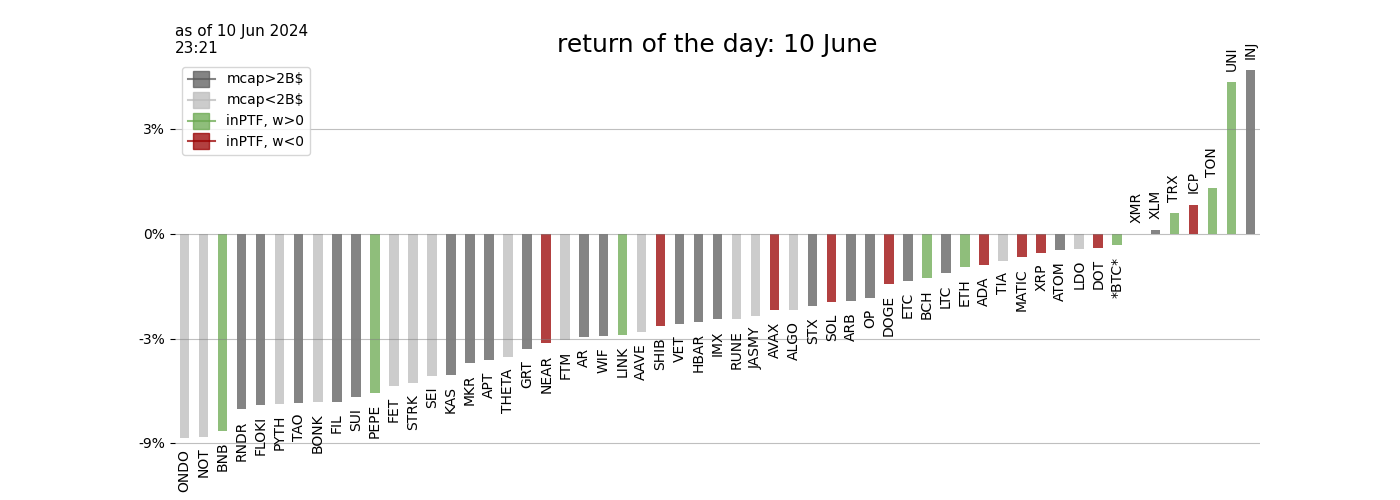 as of 10 Jun 2024
23:21
return of the day: 10 June
mcap>2B$
mcap<2B$
inPTF, w>0
inPTF, w<0
3%
0%
-3%
-9%
ONDO
NOT
BNB
RNDR
FLOKI
PYTH
TAO
BONK
FIL
SUI
PEPE
FET
STRK
SEI
KAS
MKR
APT
THETA
GRT
NEAR
FTM
AR
WIF
LINK
AAVE
SHIB
VET
HBAR
IMX
RUNE
JASMY
AVAX
ALGO
STX
SOL
ARB
OP
DOGE
ETC
BCH
LTC
ETH
ADA
TIA
MATIC
XRP
ATOM
LDO
DOT
*BTC*
XMR
XLM
TRX
ICP
TON
UNI
INJ